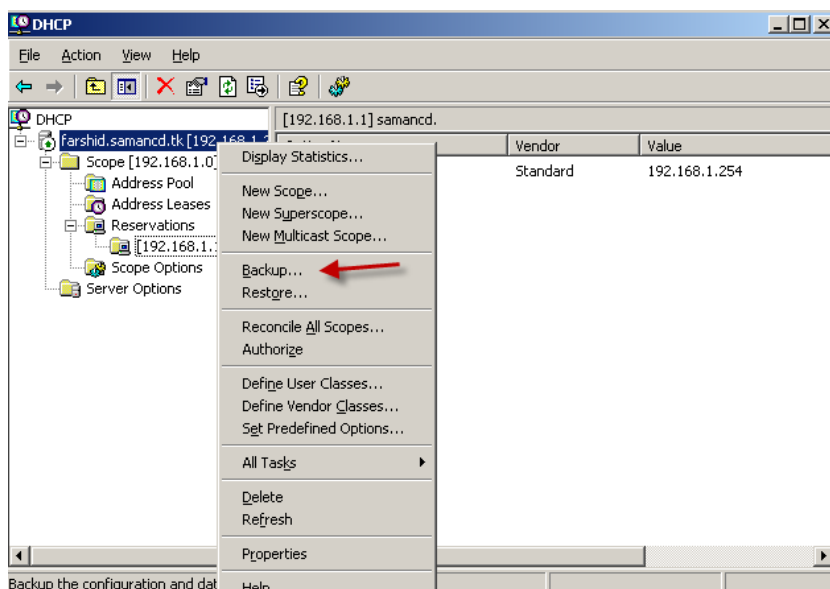 DHCP
File Action View Help
DHCP
[192.168.1.1] samancd.
farshid.samancd.tk [192.168.1.2
Vendor Value
Scope [192.168.1.0]
Standard 192.168.1.254
Address Pool
Address Leases
Reservations
[192.168.1.
Scope Options
Server Options
Display Statistics...
New Scope...
New Superscope...
New Multicast Scope...
Backup...
Restore...
Reconcile All Scopes...
Authorize
Define User Classes...
Define Vendor Classes...
Set Predefined Options...
All Tasks
Delete
Refresh
Properties
Help
Backup the configuration and dat